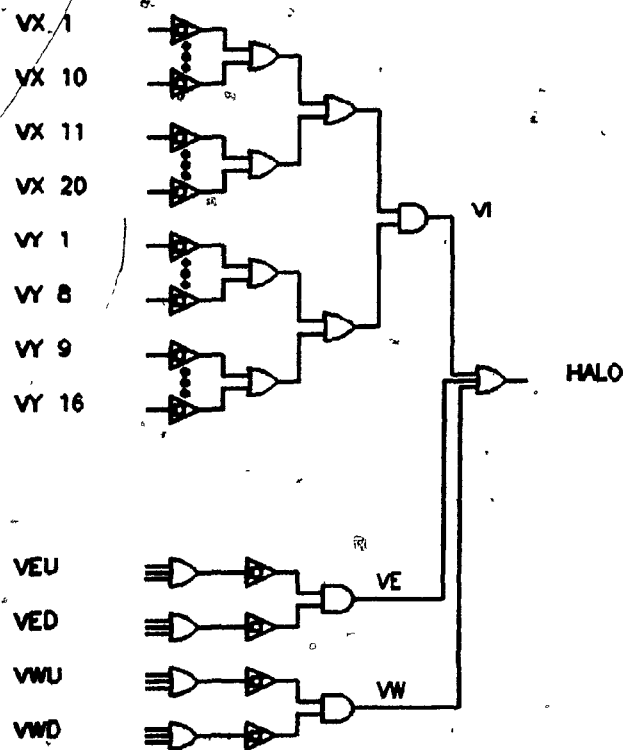 VX 1
VX 10
VX 11
VX 20
VI
VY 1
VY 8
VY 9
HALO
VY 16
VEU
VE
VED
VWU
VW
VWD